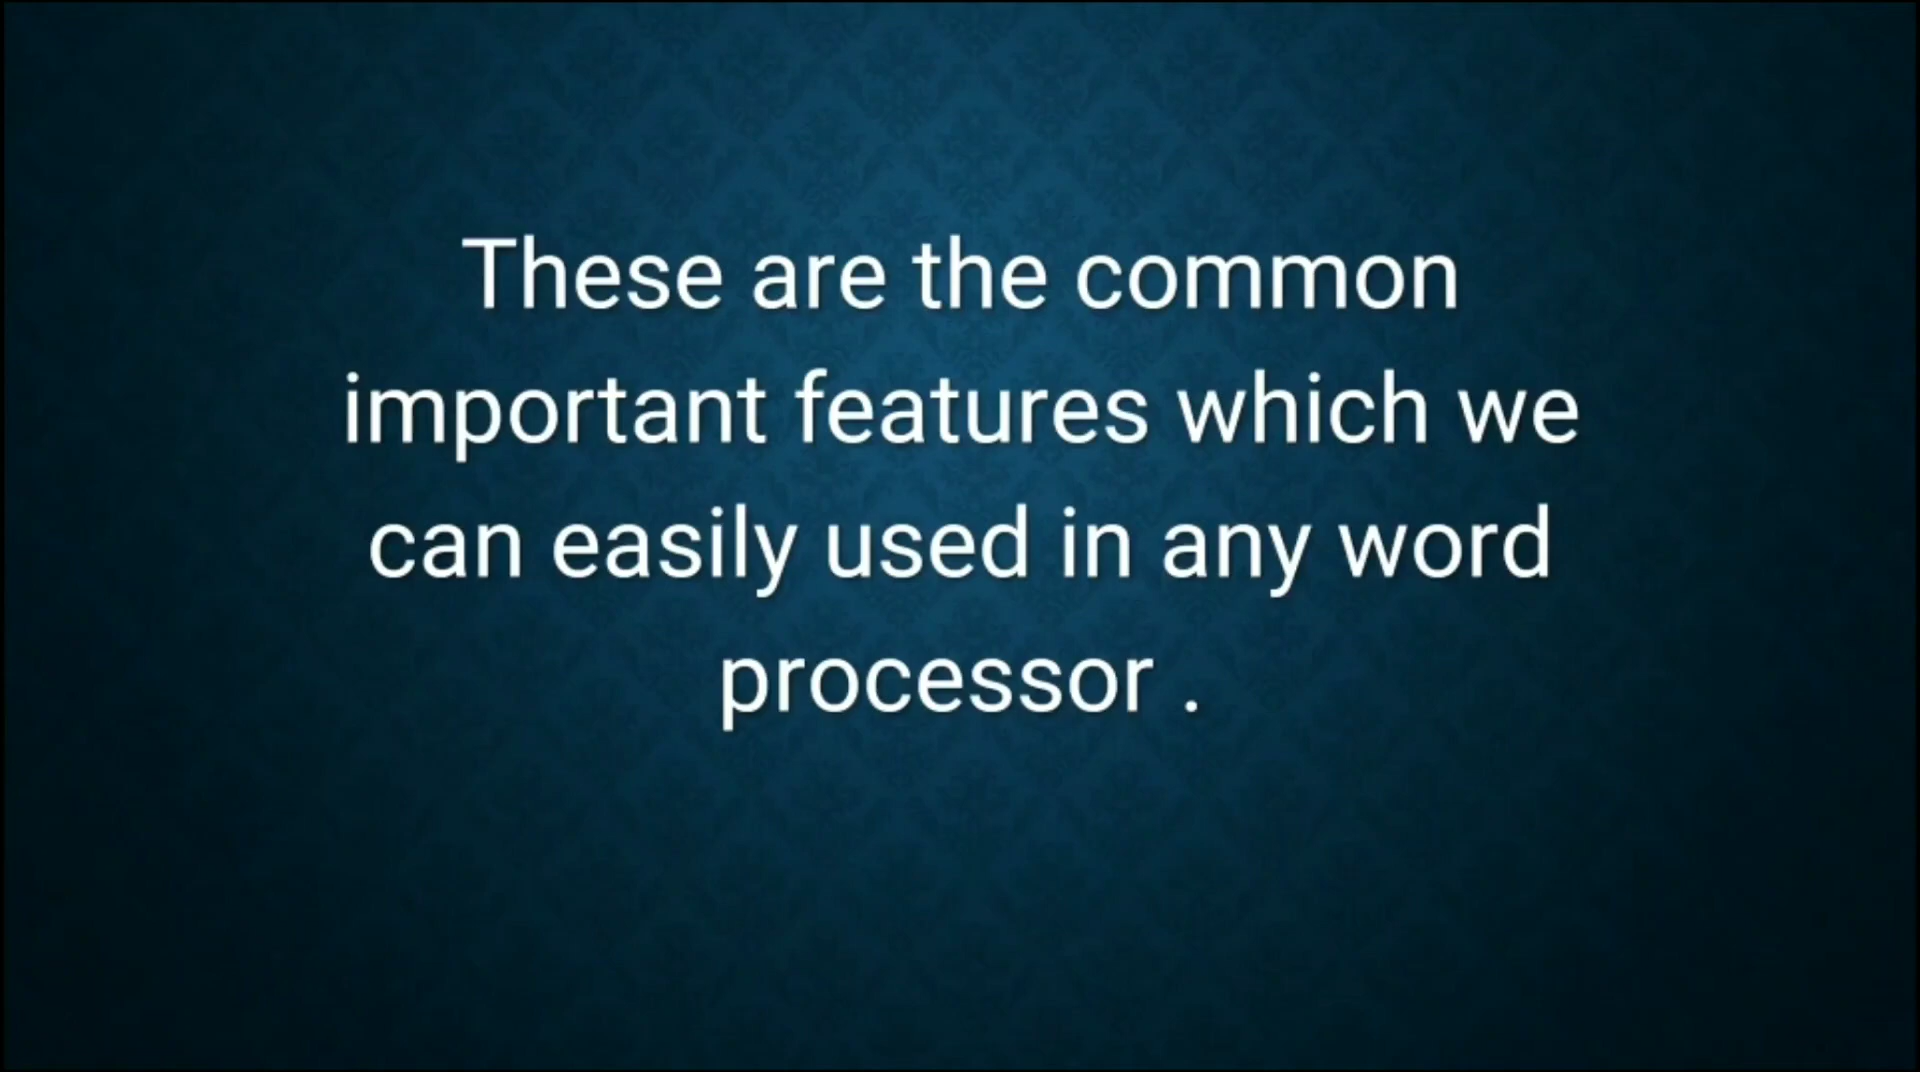 These are the common
important features which we
can easily used in any word
processor .